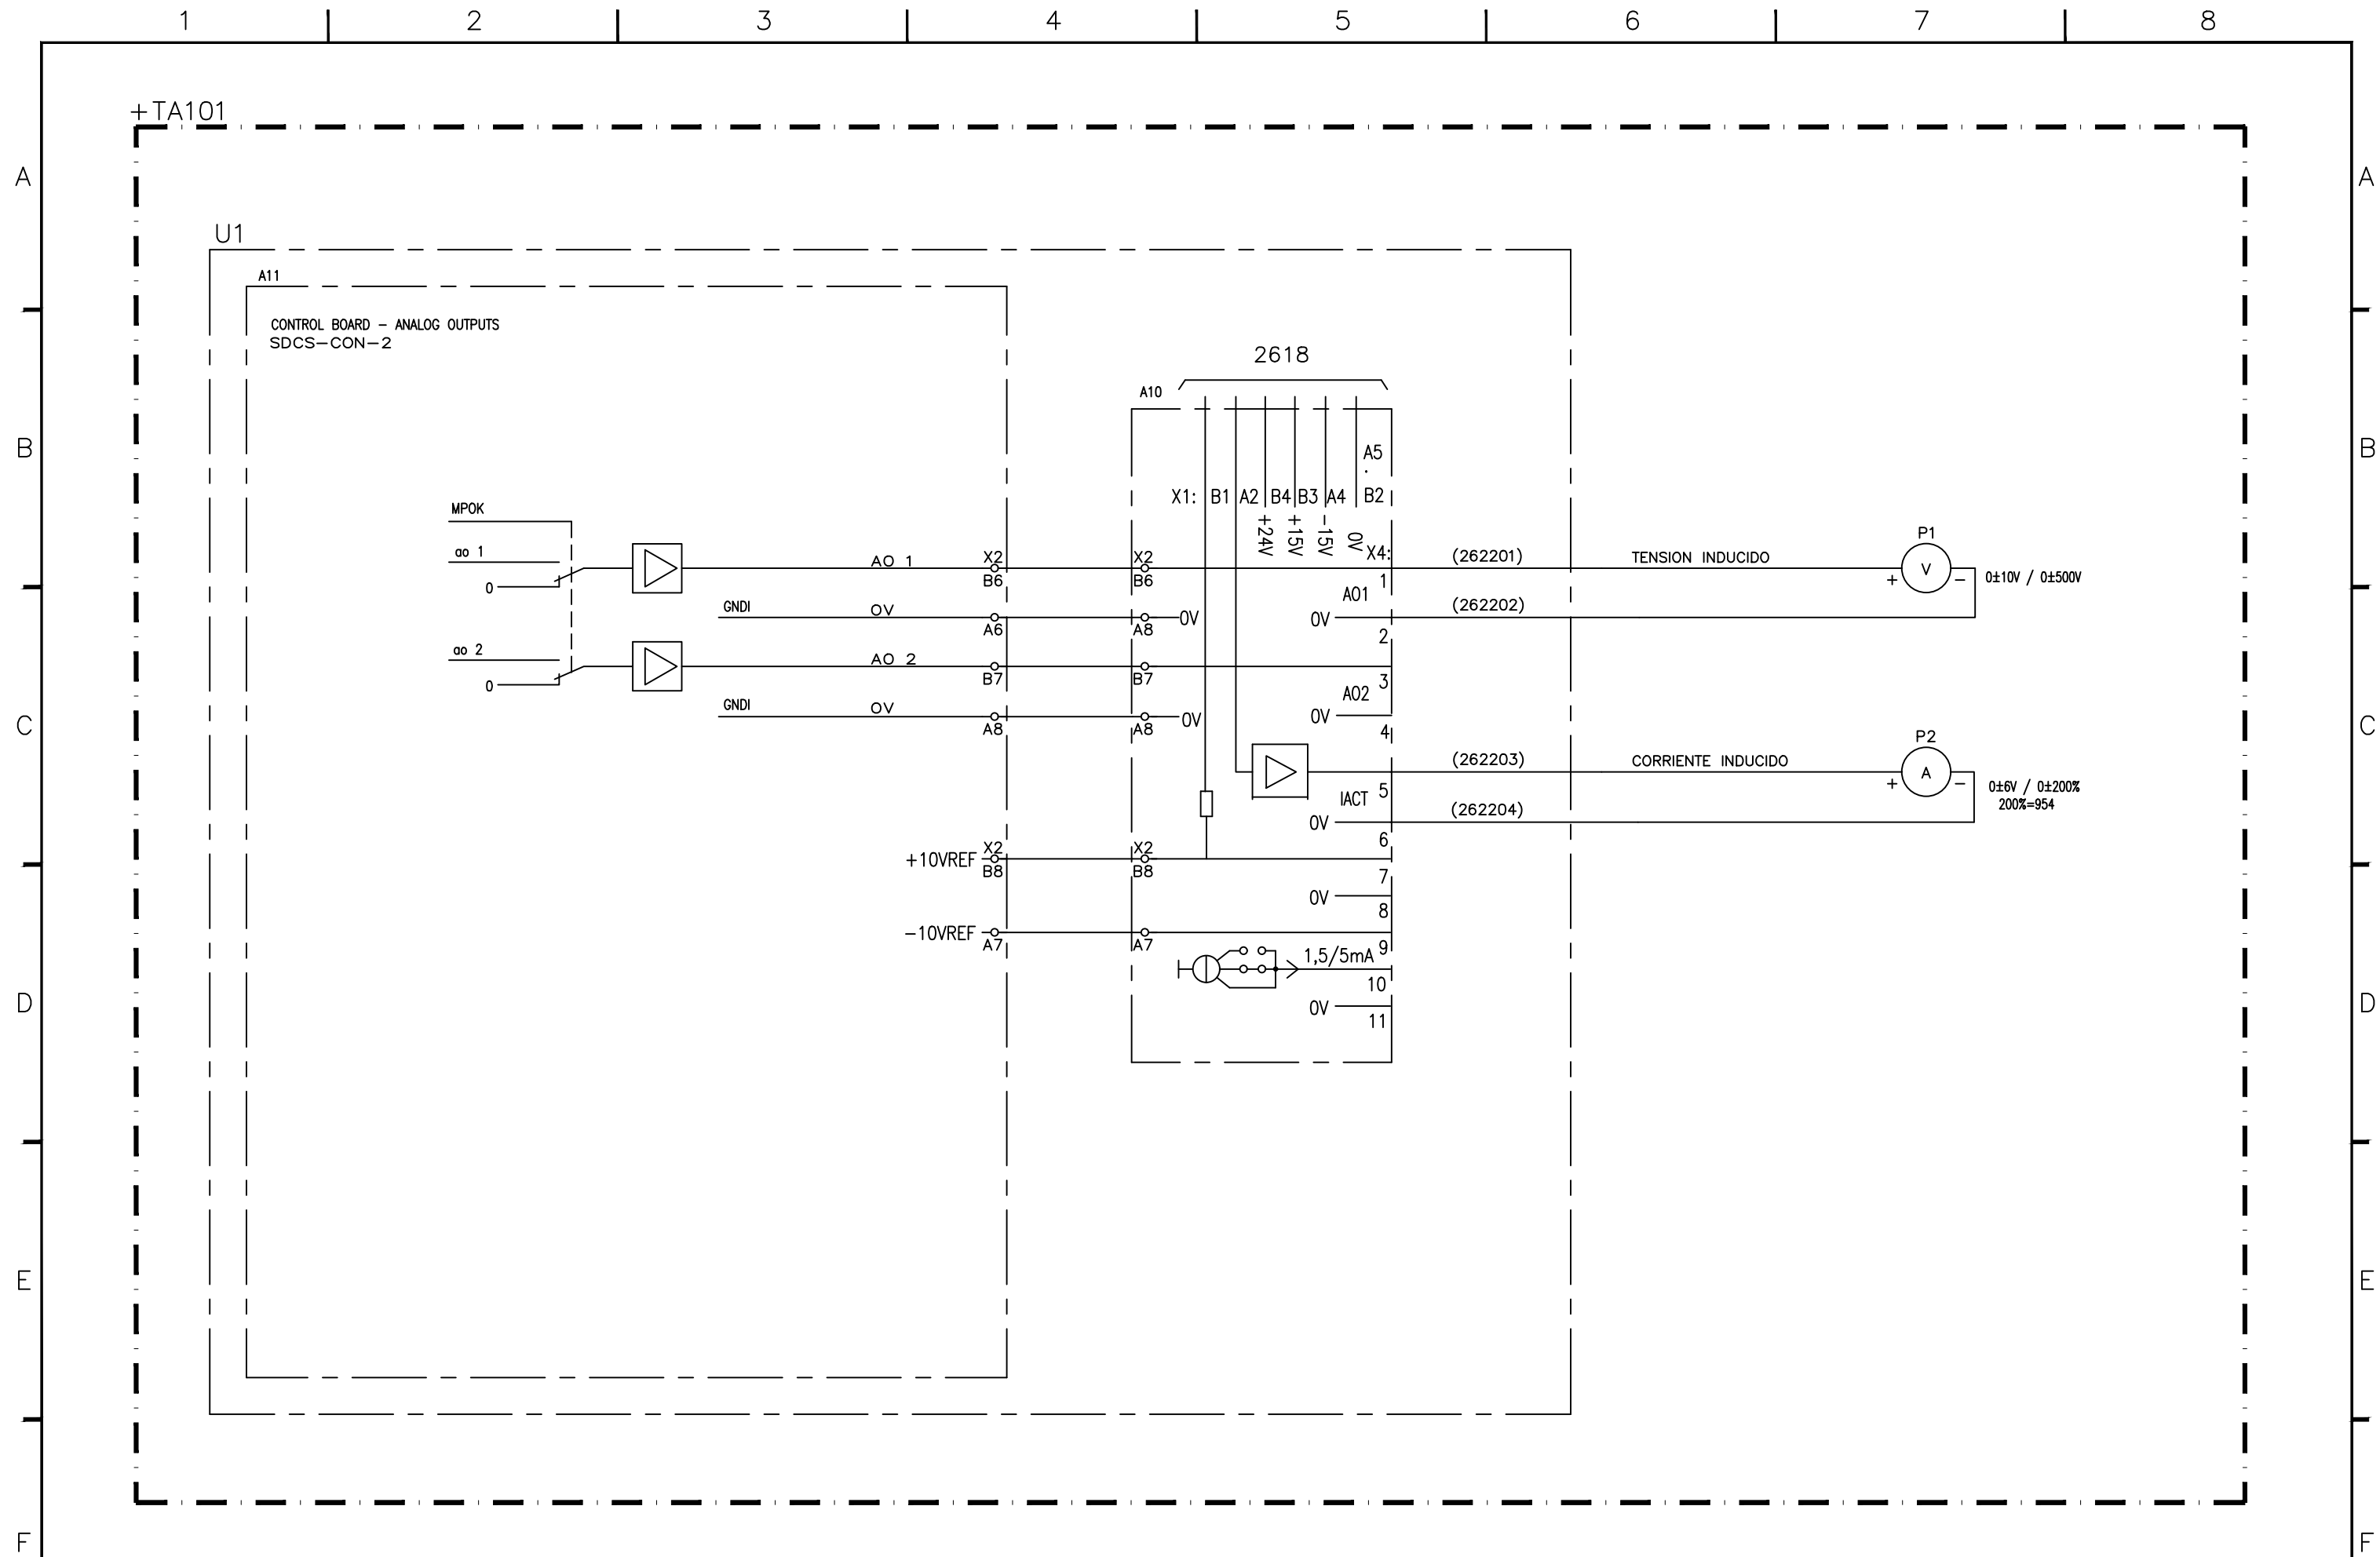 1 2 3 4 5 6 7 8
+TA101
A A
U1
A11
CONTROL BOARD - ANALOG OUTPUTS
SDCS-CON-2
2618
A10
B B
A5
.
X1: B1 A2 B4 B3 A4 B2
+24V +15V -15V 0V
MPOK
ao 1
0
AO 1
X2
B6
X2
B6
X4:
1
(262201)
TENSION INDUCIDO
P1
V
+ -
0±10V / 0±500V
GNDI
0V
A6
A8
0V
AO1
0V
2
(262202)
ao 2
0
AO 2
B7
B7
3
GNDI
0V
A8
A8
0V
AO2
0V
4
C C
(262203)
CORRIENTE INDUCIDO
P2
A
+ -
0±6V / 0±200%
200%=954
IACT
5
0V
(262204)
6
+10VREF
X2
B8
X2
B8
7
0V
8
-10VREF
A7
A7
9
1,5/5mA
10
D D
0V
11
E E
F F